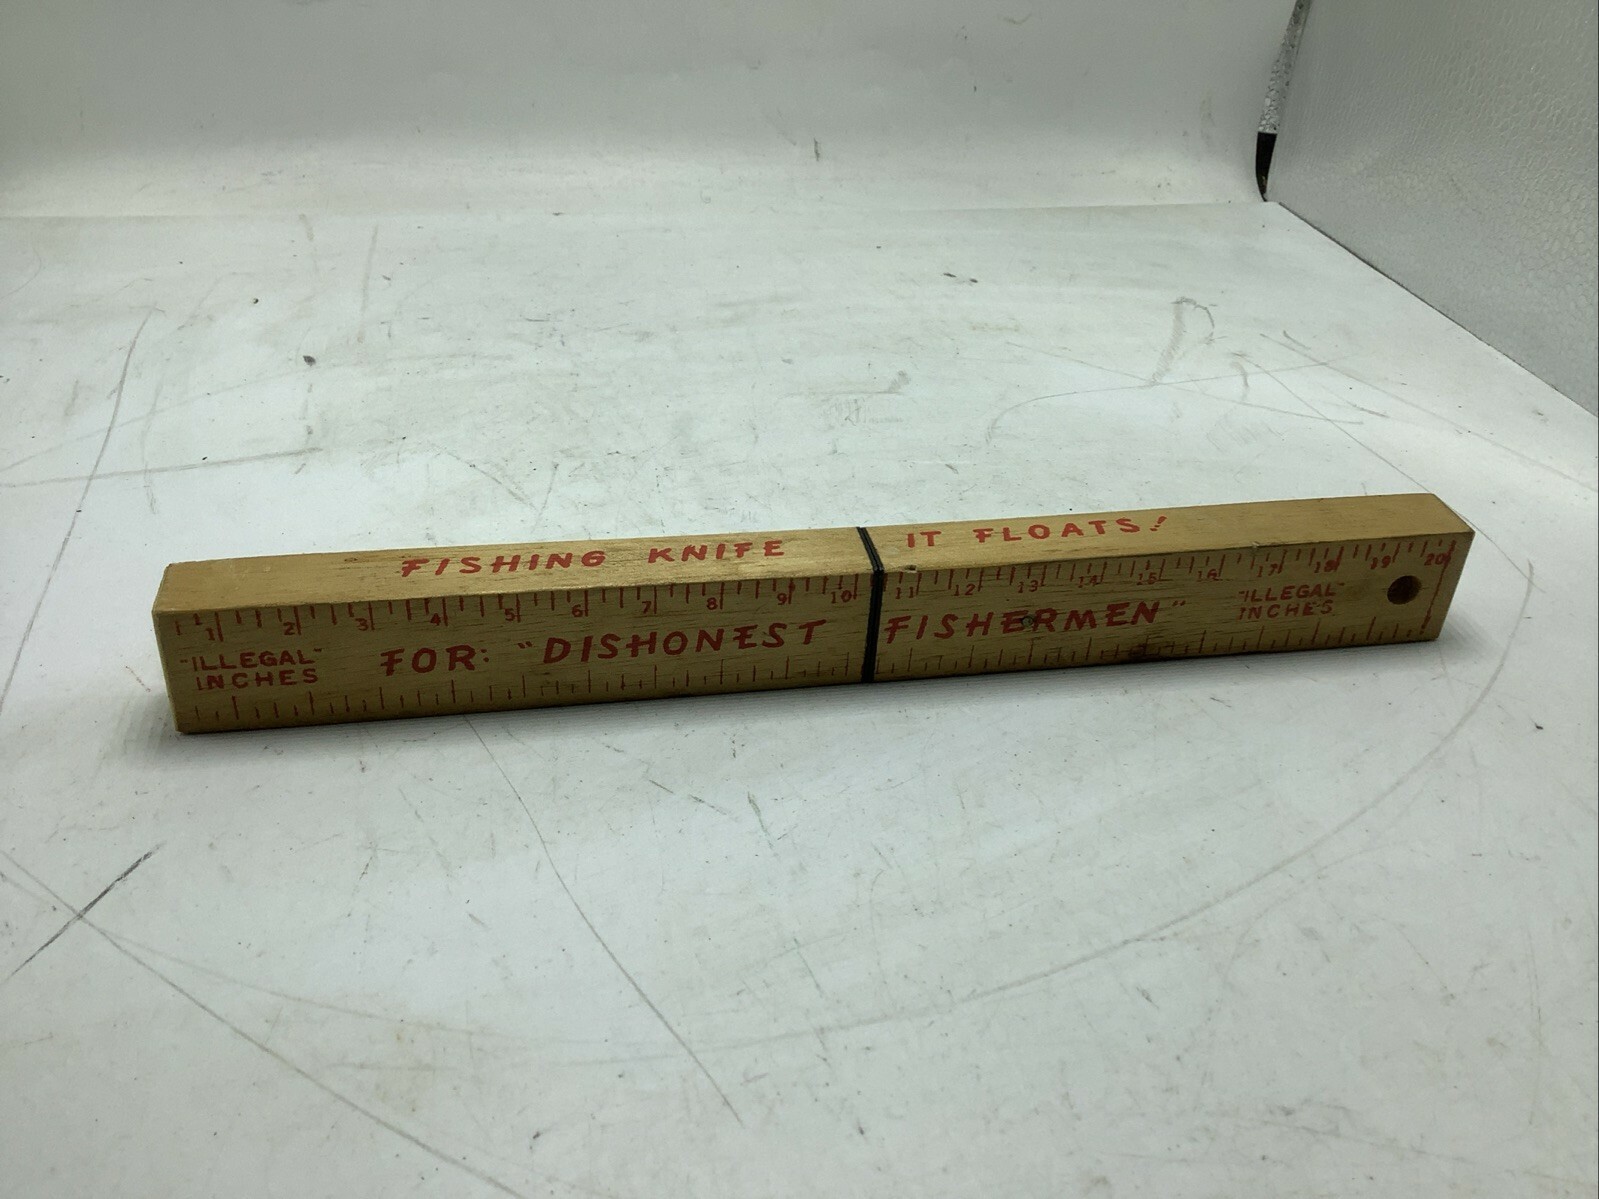 FISHING KNIFE IT FLOATS!
1 2 3 4 5 6 7 8 9 10 11 12 13 14 15 16 17 18 19 20
"ILLEGAL" INCHES
FOR: "DISHONEST FISHERMEN"
"ILLEGAL" INCHES